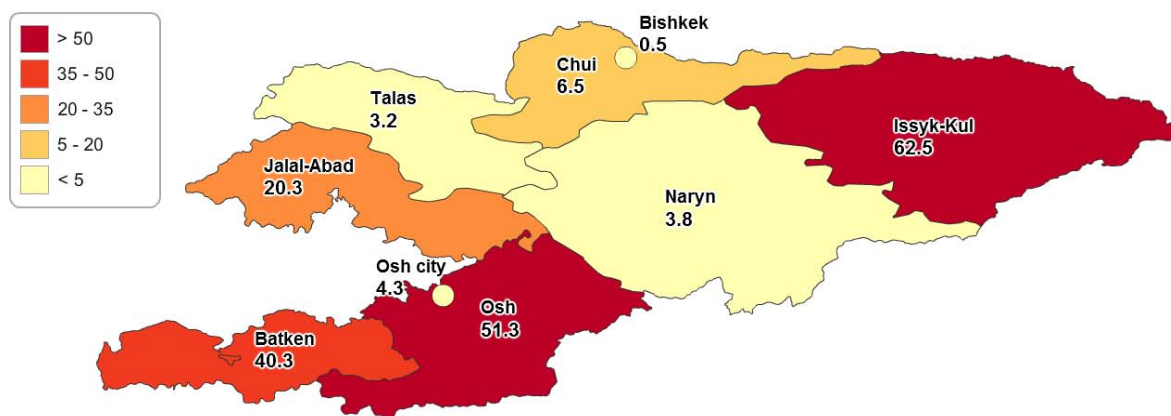 > 50
35 - 50
20 - 35
5 - 20
< 5
Bishkek
0.5
Chui
6.5
Talas
3.2
Issyk-Kul
62.5
Jalal-Abad
20.3
Naryn
3.8
Osh city
4.3
Osh
51.3
Batken
40.3